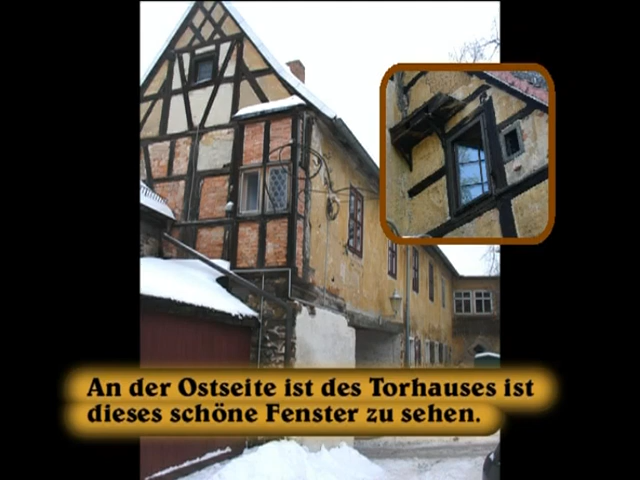 An der Ostseite ist des Torhauses ist
dieses schöne Fenster zu sehen.